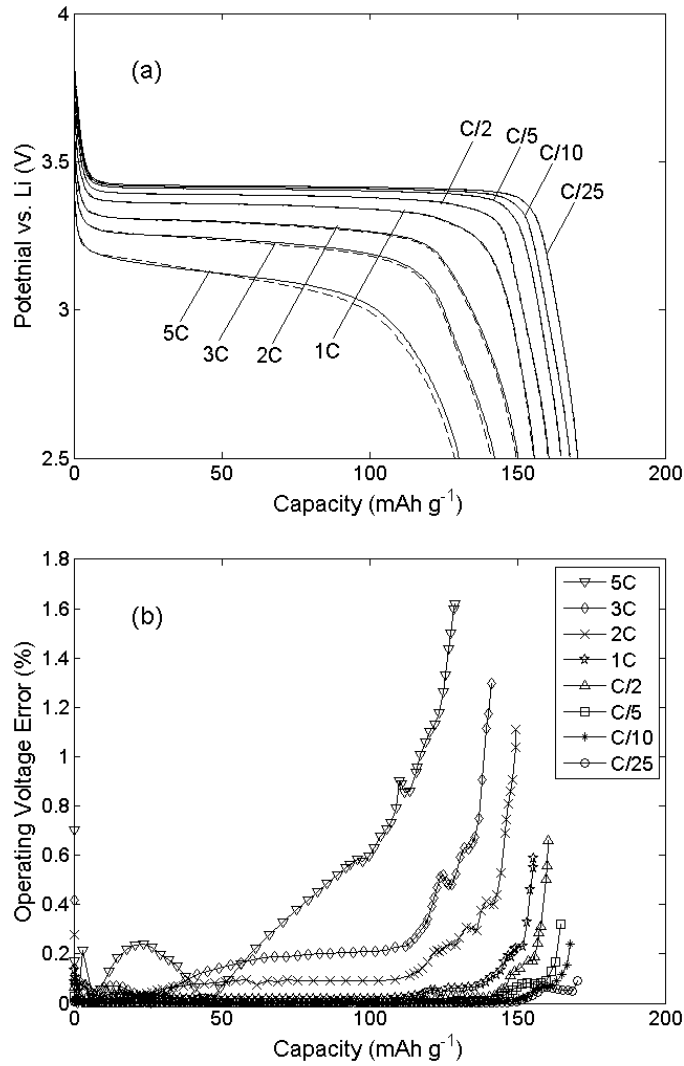 4
(a)
C/2
C/5
3.5
C/10
C/25
Potetnial vs. Li (V)
3
5C
3C
2C
1C
2.5
0
50
100
150
200
Capacity (mAh g-1)
1.8
(b)
5C
3C
2C
1C
C/2
C/5
C/10
C/25
1.6
1.4
1.2
1
0.8
0.6
0.4
0.2
0
Operating Voltage Error (%)
0
50
100
150
200
Capacity (mAh g-1)